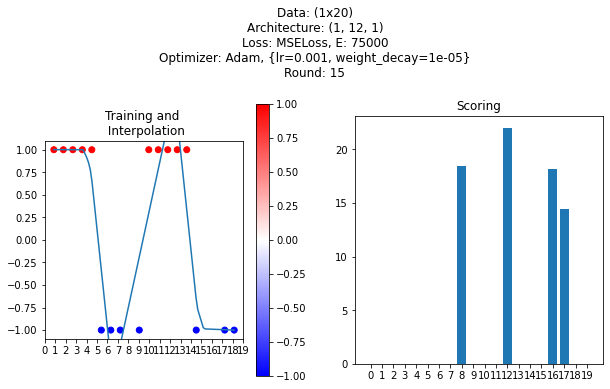 Data: (1x20)
Architecture: (1, 12, 1)
Loss: MSELoss, E: 75000
Optimizer: Adam, {lr=0.001, weight_decay=1e-05}
Round: 15
Training and
Interpolation
1.00
0.75
0.50
0.25
0.00
−0.25
−0.50
−0.75
−1.00
0 1 2 3 4 5 6 7 8 9 10 11 12 13 14 15 16 17 18 19
1.00
0.75
0.50
0.25
0.00
−0.25
−0.50
−0.75
−1.00
Scoring
20
15
10
5
0
0 1 2 3 4 5 6 7 8 9 10 11 12 13 14 15 16 17 18 19